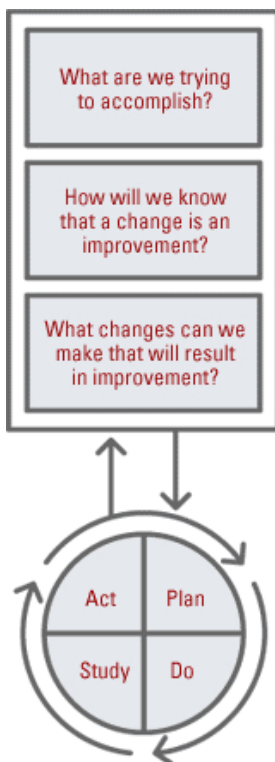 What are we trying
to accomplish?
How will we know
that a change is an
improvement?
What changes can we
make that will result
in improvement?
Act
Plan
Study
Do